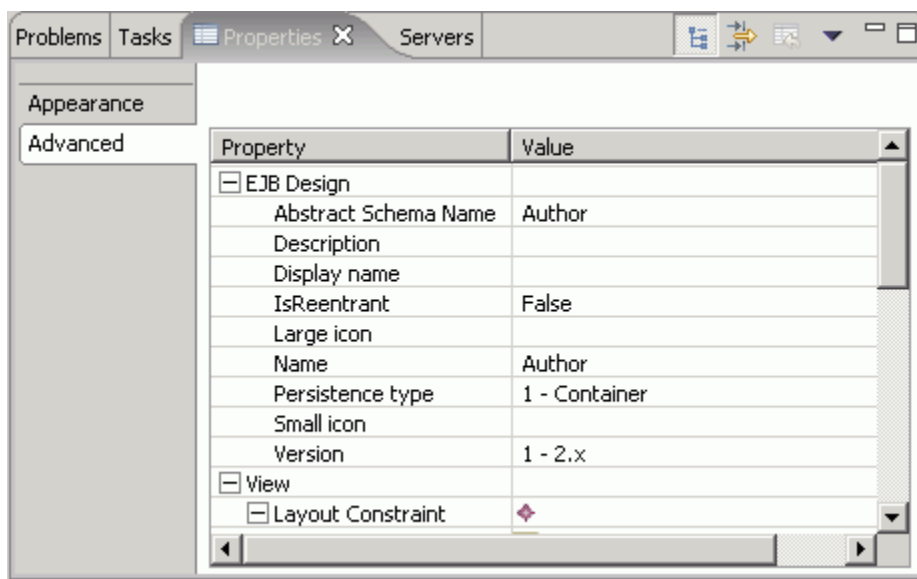 Problems Tasks Properties Servers
Appearance
Advanced
Property Value
EJB Design
Abstract Schema Name Author
Description
Display name
IsReentrant False
Large icon
Name Author
Persistence type 1 - Container
Small icon
Version 1 - 2.x
View
Layout Constraint